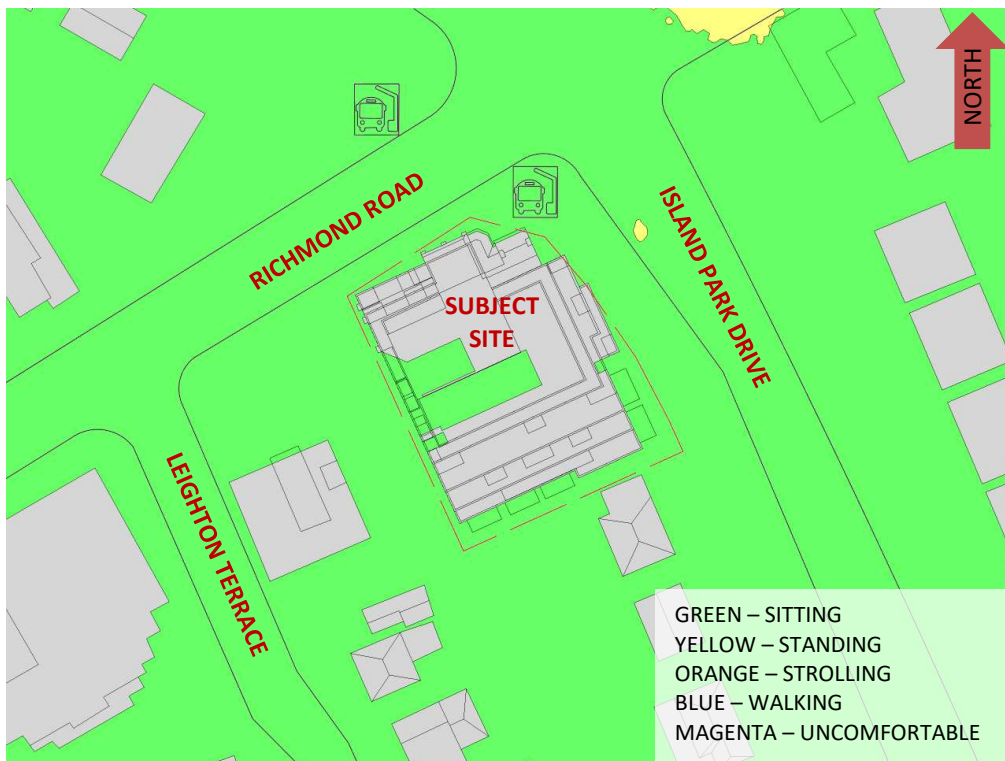 NORTH
RICHMOND ROAD
ISLAND PARK DRIVE
SUBJECT
SITE
LEIGHTON TERRACE
GREEN – SITTING
YELLOW – STANDING
ORANGE – STROLLING
BLUE – WALKING
MAGENTA – UNCOMFORTABLE